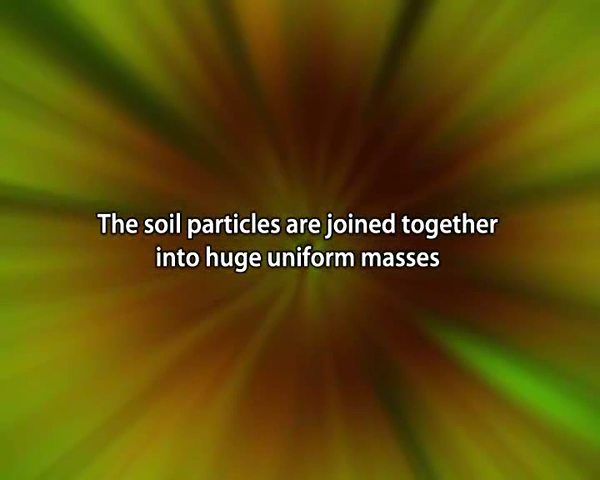 The soil particles are joined together
into huge uniform masses